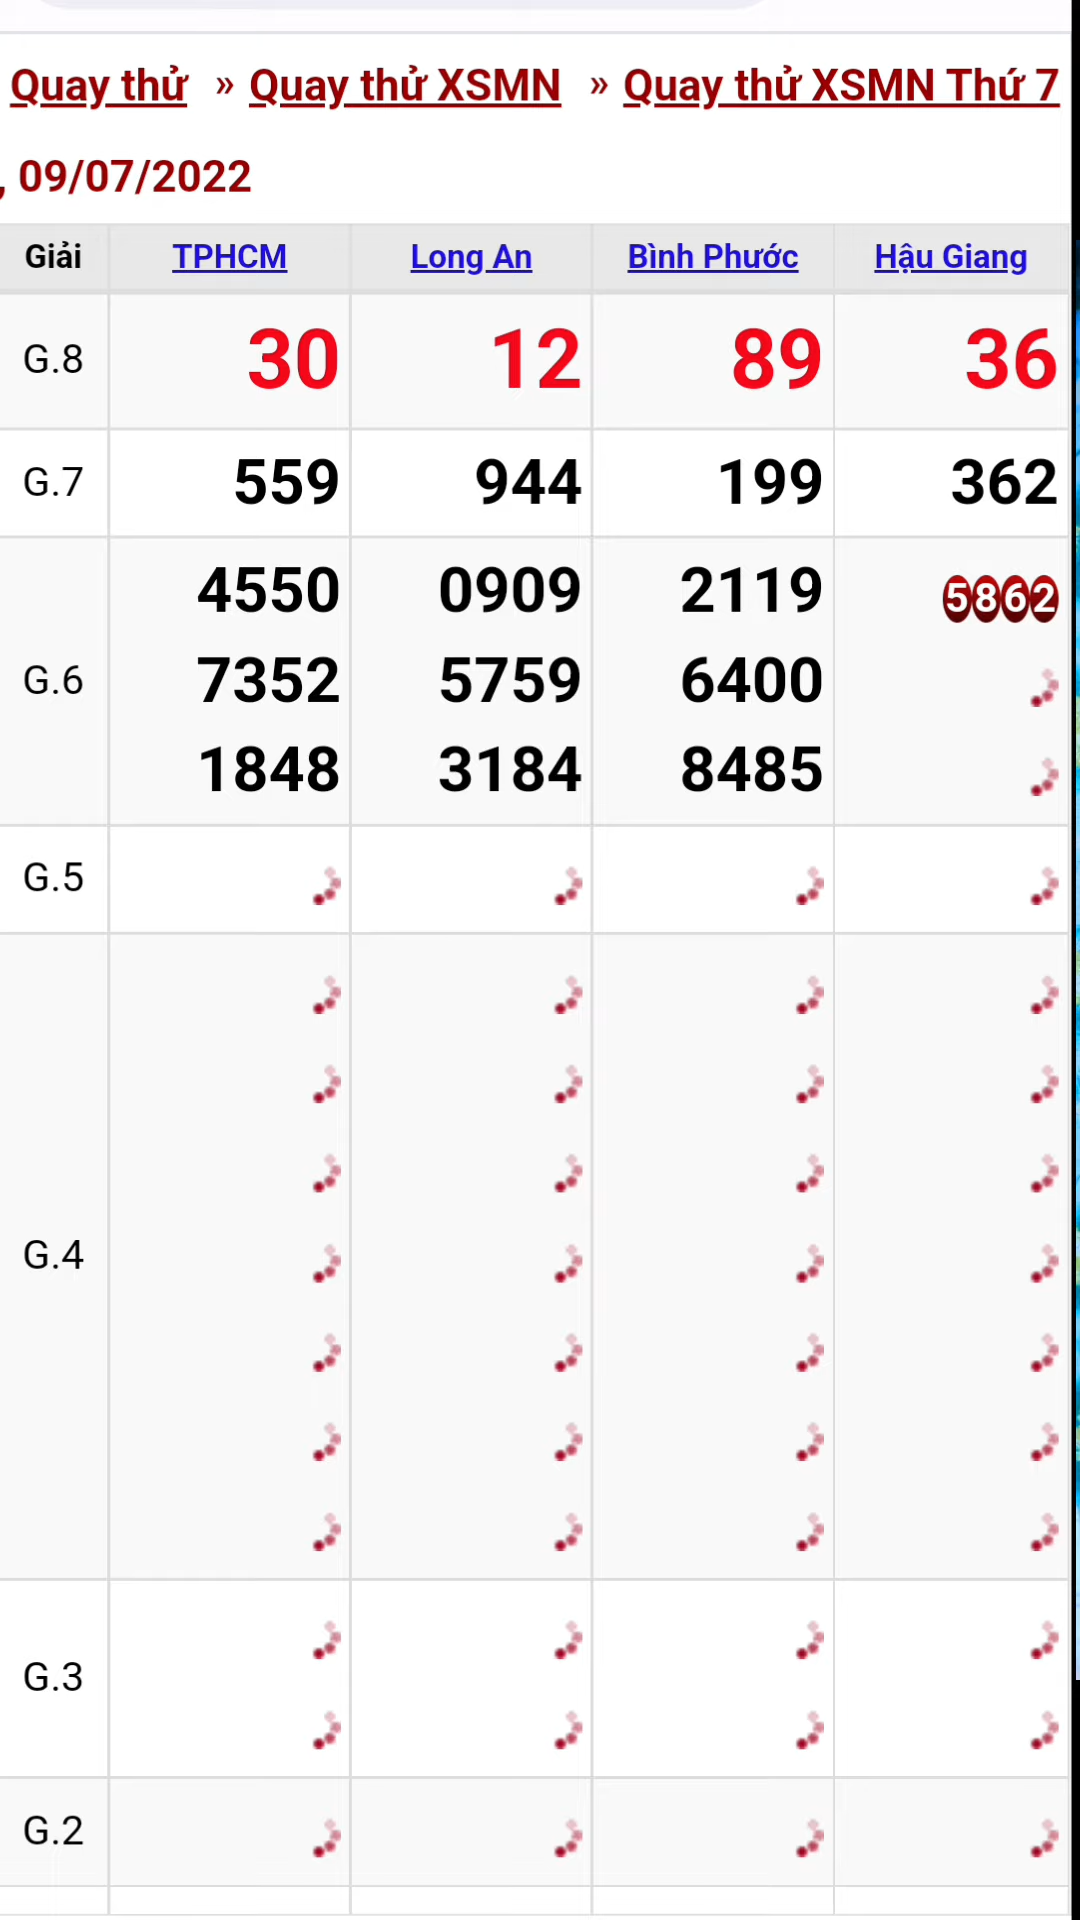 Quay thử » Quay thử XSMN » Quay thử XSMN Thứ 7
, 09/07/2022
Giải TPHCM Long An Bình Phước Hậu Giang
G.8 30 12 89 36
G.7 559 944 199 362
G.6
4550 0909 2119 5862
7352 5759 6400
1848 3184 8485
G.5
G.4
G.3
G.2